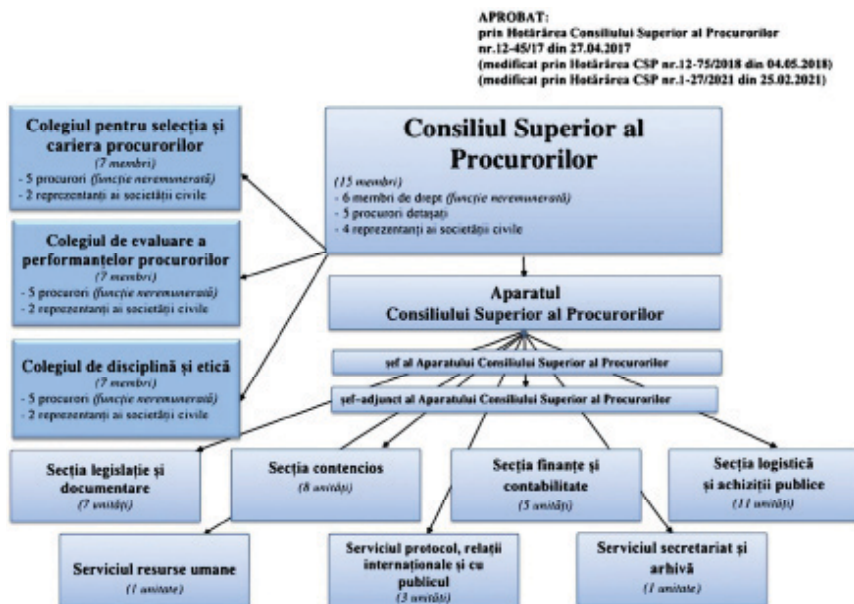 APROBAT:
prin Hotărârea Consiliului Superior al Procurorilor
nr.12-45/17 din 27.04.2017
(modificat prin Hotărârea CSP nr.12-75/2018 din 04.05.2018)
(modificat prin Hotărârea CSP nr.1-27/2021 din 25.02.2021)
Colegiul pentru selecția și
cariera procurorilor
(7 membri)
- 5 procurori (funcție neremunerată)
- 2 reprezentanți ai societății civile
Consiliul Superior al
Procurorilor
(15 membri)
- 6 membri de drept (funcție neremunerată)
- 5 procurori detașați
- 4 reprezentanți ai societății civile
Colegiul de evaluare a
performanțelor procurorilor
(7 membri)
- 5 procurori (funcție neremunerată)
- 2 reprezentanți ai societății civile
Aparatul
Consiliului Superior al Procurorilor
Colegiul de disciplină și etică
(7 membri)
- 5 procurori (funcție neremunerată)
- 2 reprezentanți ai societății civile
șef al Aparatului Consiliului Superior al Procurorilor
șef-adjunct al Aparatului Consiliului Superior al Procurorilor
Secția legislație și
documentare
(7 unități)
Secția contencios
(8 unități)
Secția finanțe și
contabilitate
(5 unități)
Secția logistică
și achiziții publice
(11 unități)
Serviciul resurse umane
(1 unitate)
Serviciul protocol, relații
internaționale și cu
publicul
(3 unități)
Serviciul secretariat și
arhivă
(1 unitate)